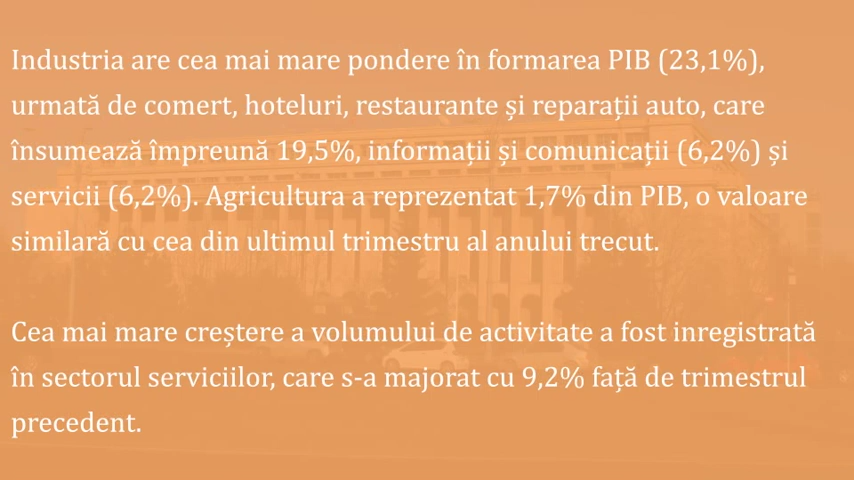 Industria are cea mai mare pondere în formarea PIB (23,1%),
urmată de comert, hoteluri, restaurante și reparații auto, care
însumează împreună 19,5%, informații și comunicații (6,2%) și
servicii (6,2%). Agricultura a reprezentat 1,7% din PIB, o valoare
similară cu cea din ultimul trimestru al anului trecut.
Cea mai mare creștere a volumului de activitate a fost inregistrată
în sectorul serviciilor, care s-a majorat cu 9,2% față de trimestrul
precedent.